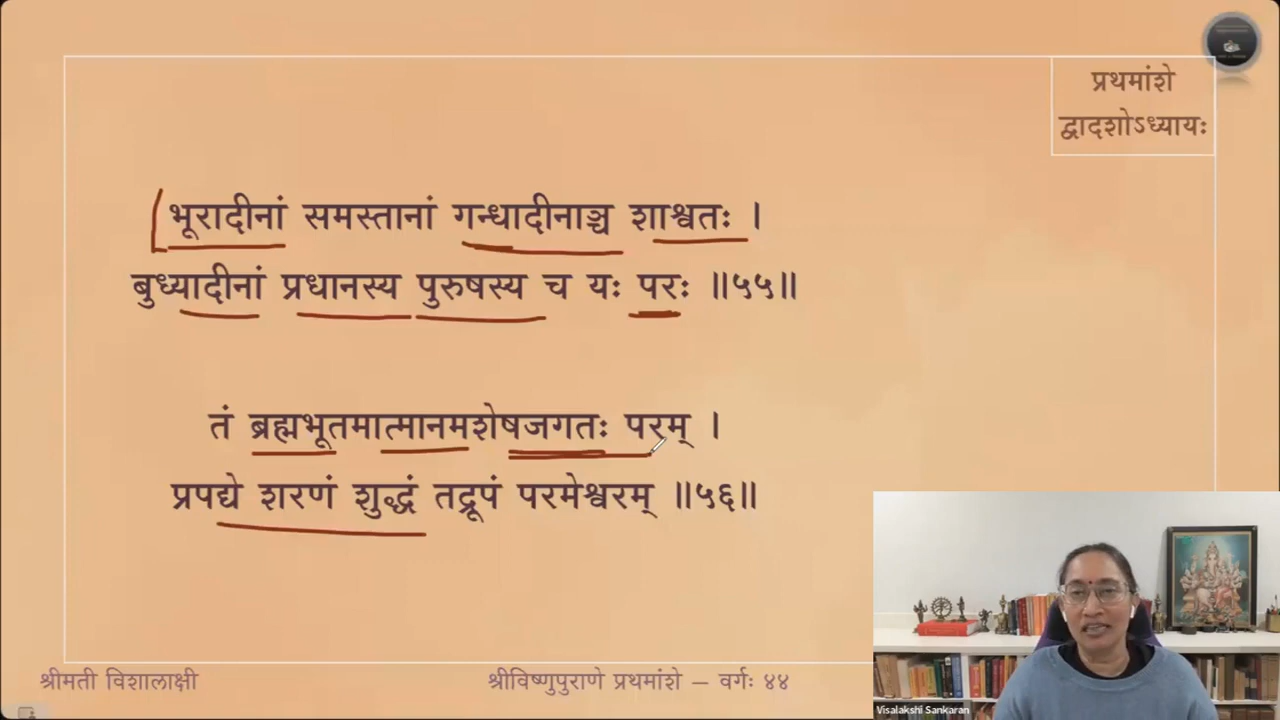 प्रथमांशे
द्वादशोऽध्यायः
भूरादीनां समस्तानां गन्धादीनाञ्च शाश्वतः ।
बुध्यादीनां प्रधानस्य पुरुषस्य च यः परः ॥५५॥
तं ब्रह्मभूतमात्मानमशेषजगतः परम् ।
प्रपद्ये शरणं शुद्धं तद्रूपं परमेश्वरम् ॥५६॥
श्रीमती विशालाक्षी
श्रीविष्णुपुराणे प्रथमांशे – वर्गः ४४
Visalakshi Sankaran